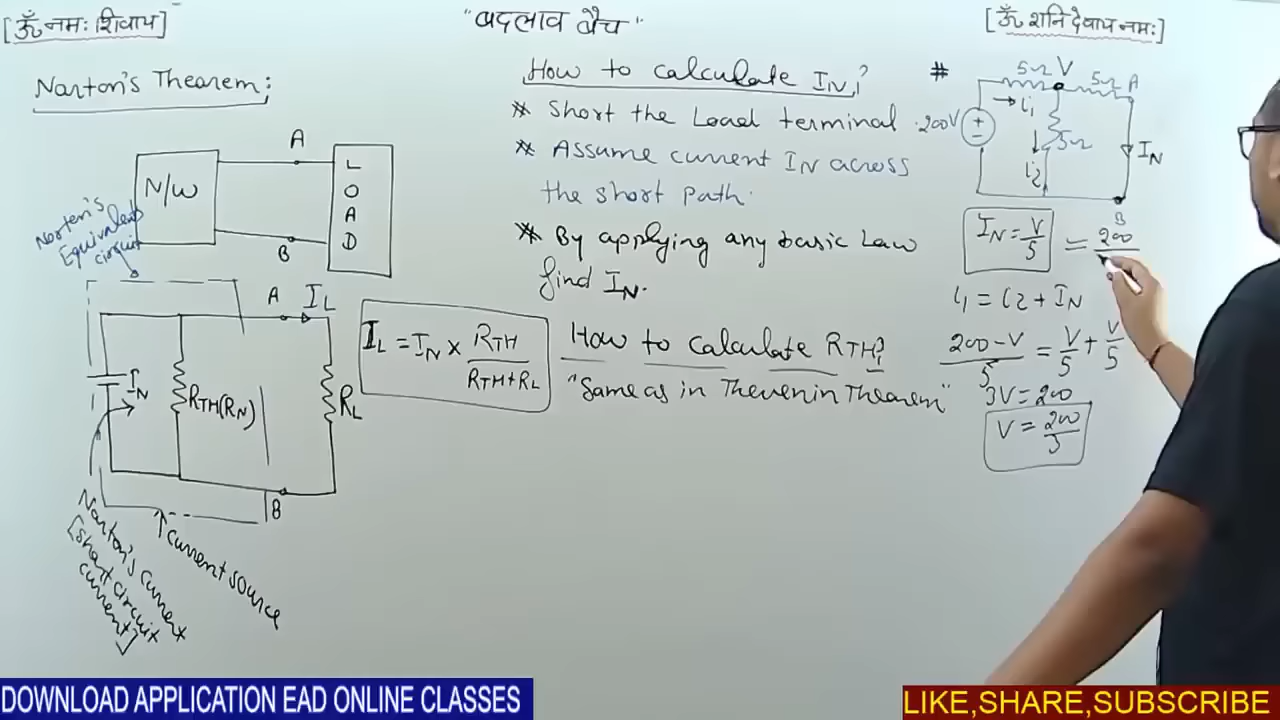 [ॐ नमः शिवाय]
"बदलाव बैच"
[ॐ शनि देवाय नमः]
Norton's Theorem:
N/W
A
B
LOAD
Norton's
Equivalent
circuit
A
IL
IN
RTH(RN)
RL
B
Norton's current
[short circuit
current]
current source
IL = IN × RTH / RTH+RL
How to calculate IN?
* Short the Load terminal.
* Assume current IN across
the short path.
* By applying any basic Law
find IN.
How to calculate RTH?
"Same as in Thevenin Theorem"
#
5Ω V 5Ω A
200V
+
-
i1
5Ω
i2
IN
B
IN = V/5 = 200
i1 = i2 + IN
200-V/5 = V/5 + V/5
3V = 200
V = 200/3
DOWNLOAD APPLICATION EAD ONLINE CLASSES
LIKE,SHARE,SUBSCRIBE